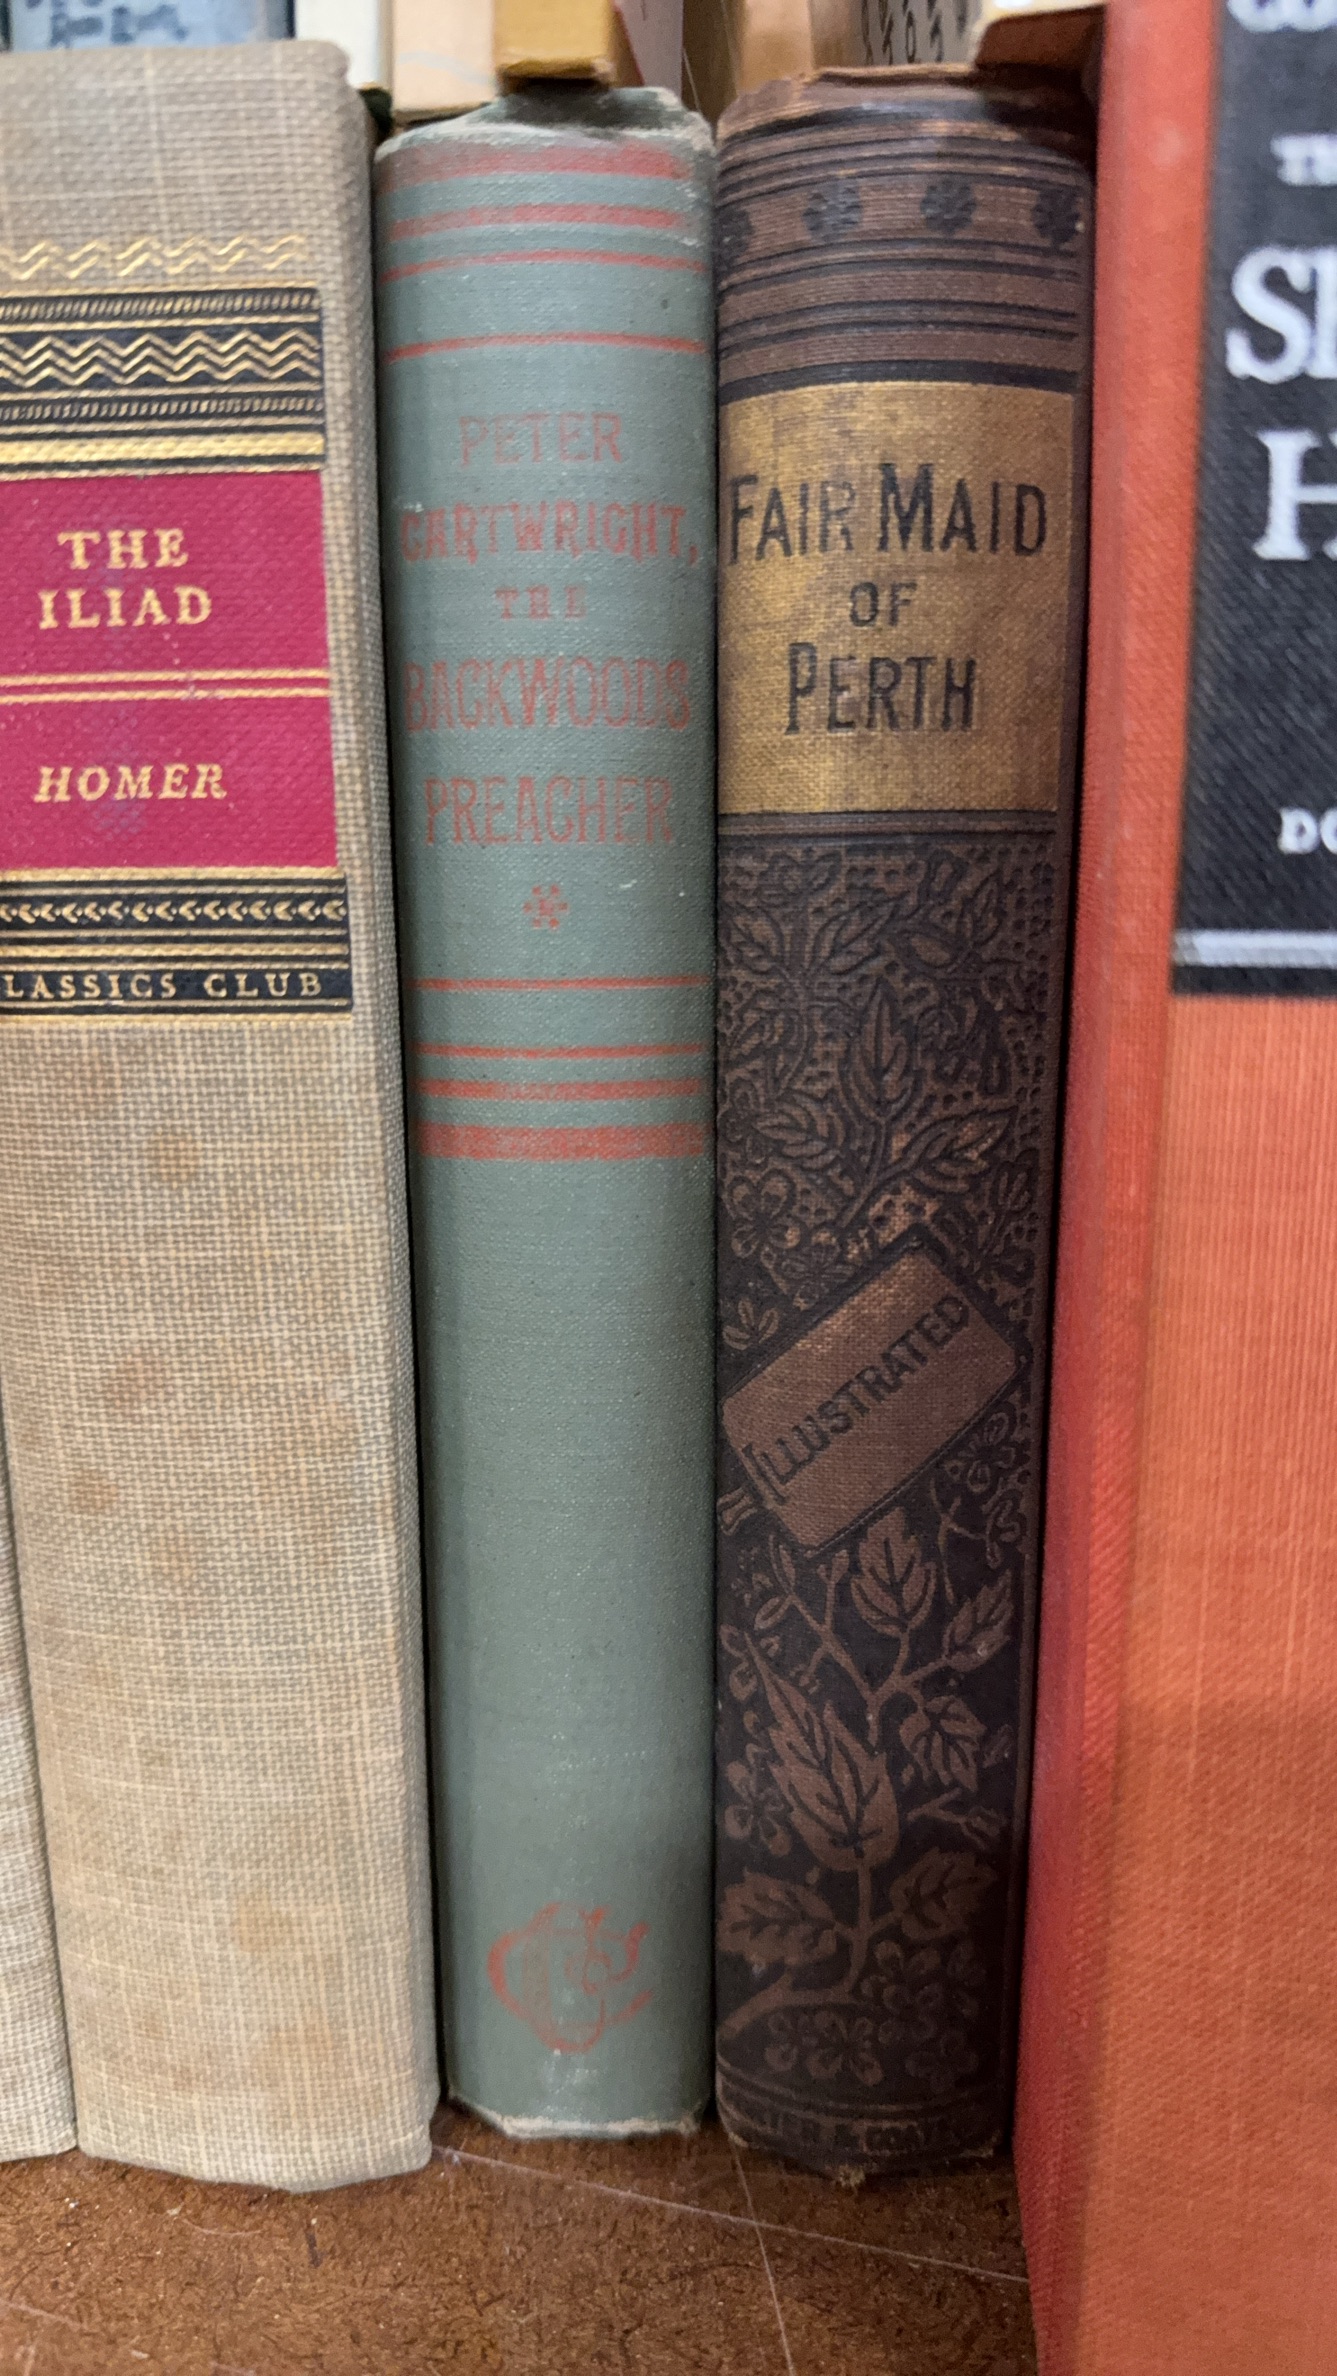 THE
ILIAD
HOMER
LASSICS CLUB
PETER
CARTWRIGHT,
THE
BACKWOODS
PREACHER
FAIR MAID
OF
PERTH
ILLUSTRATED